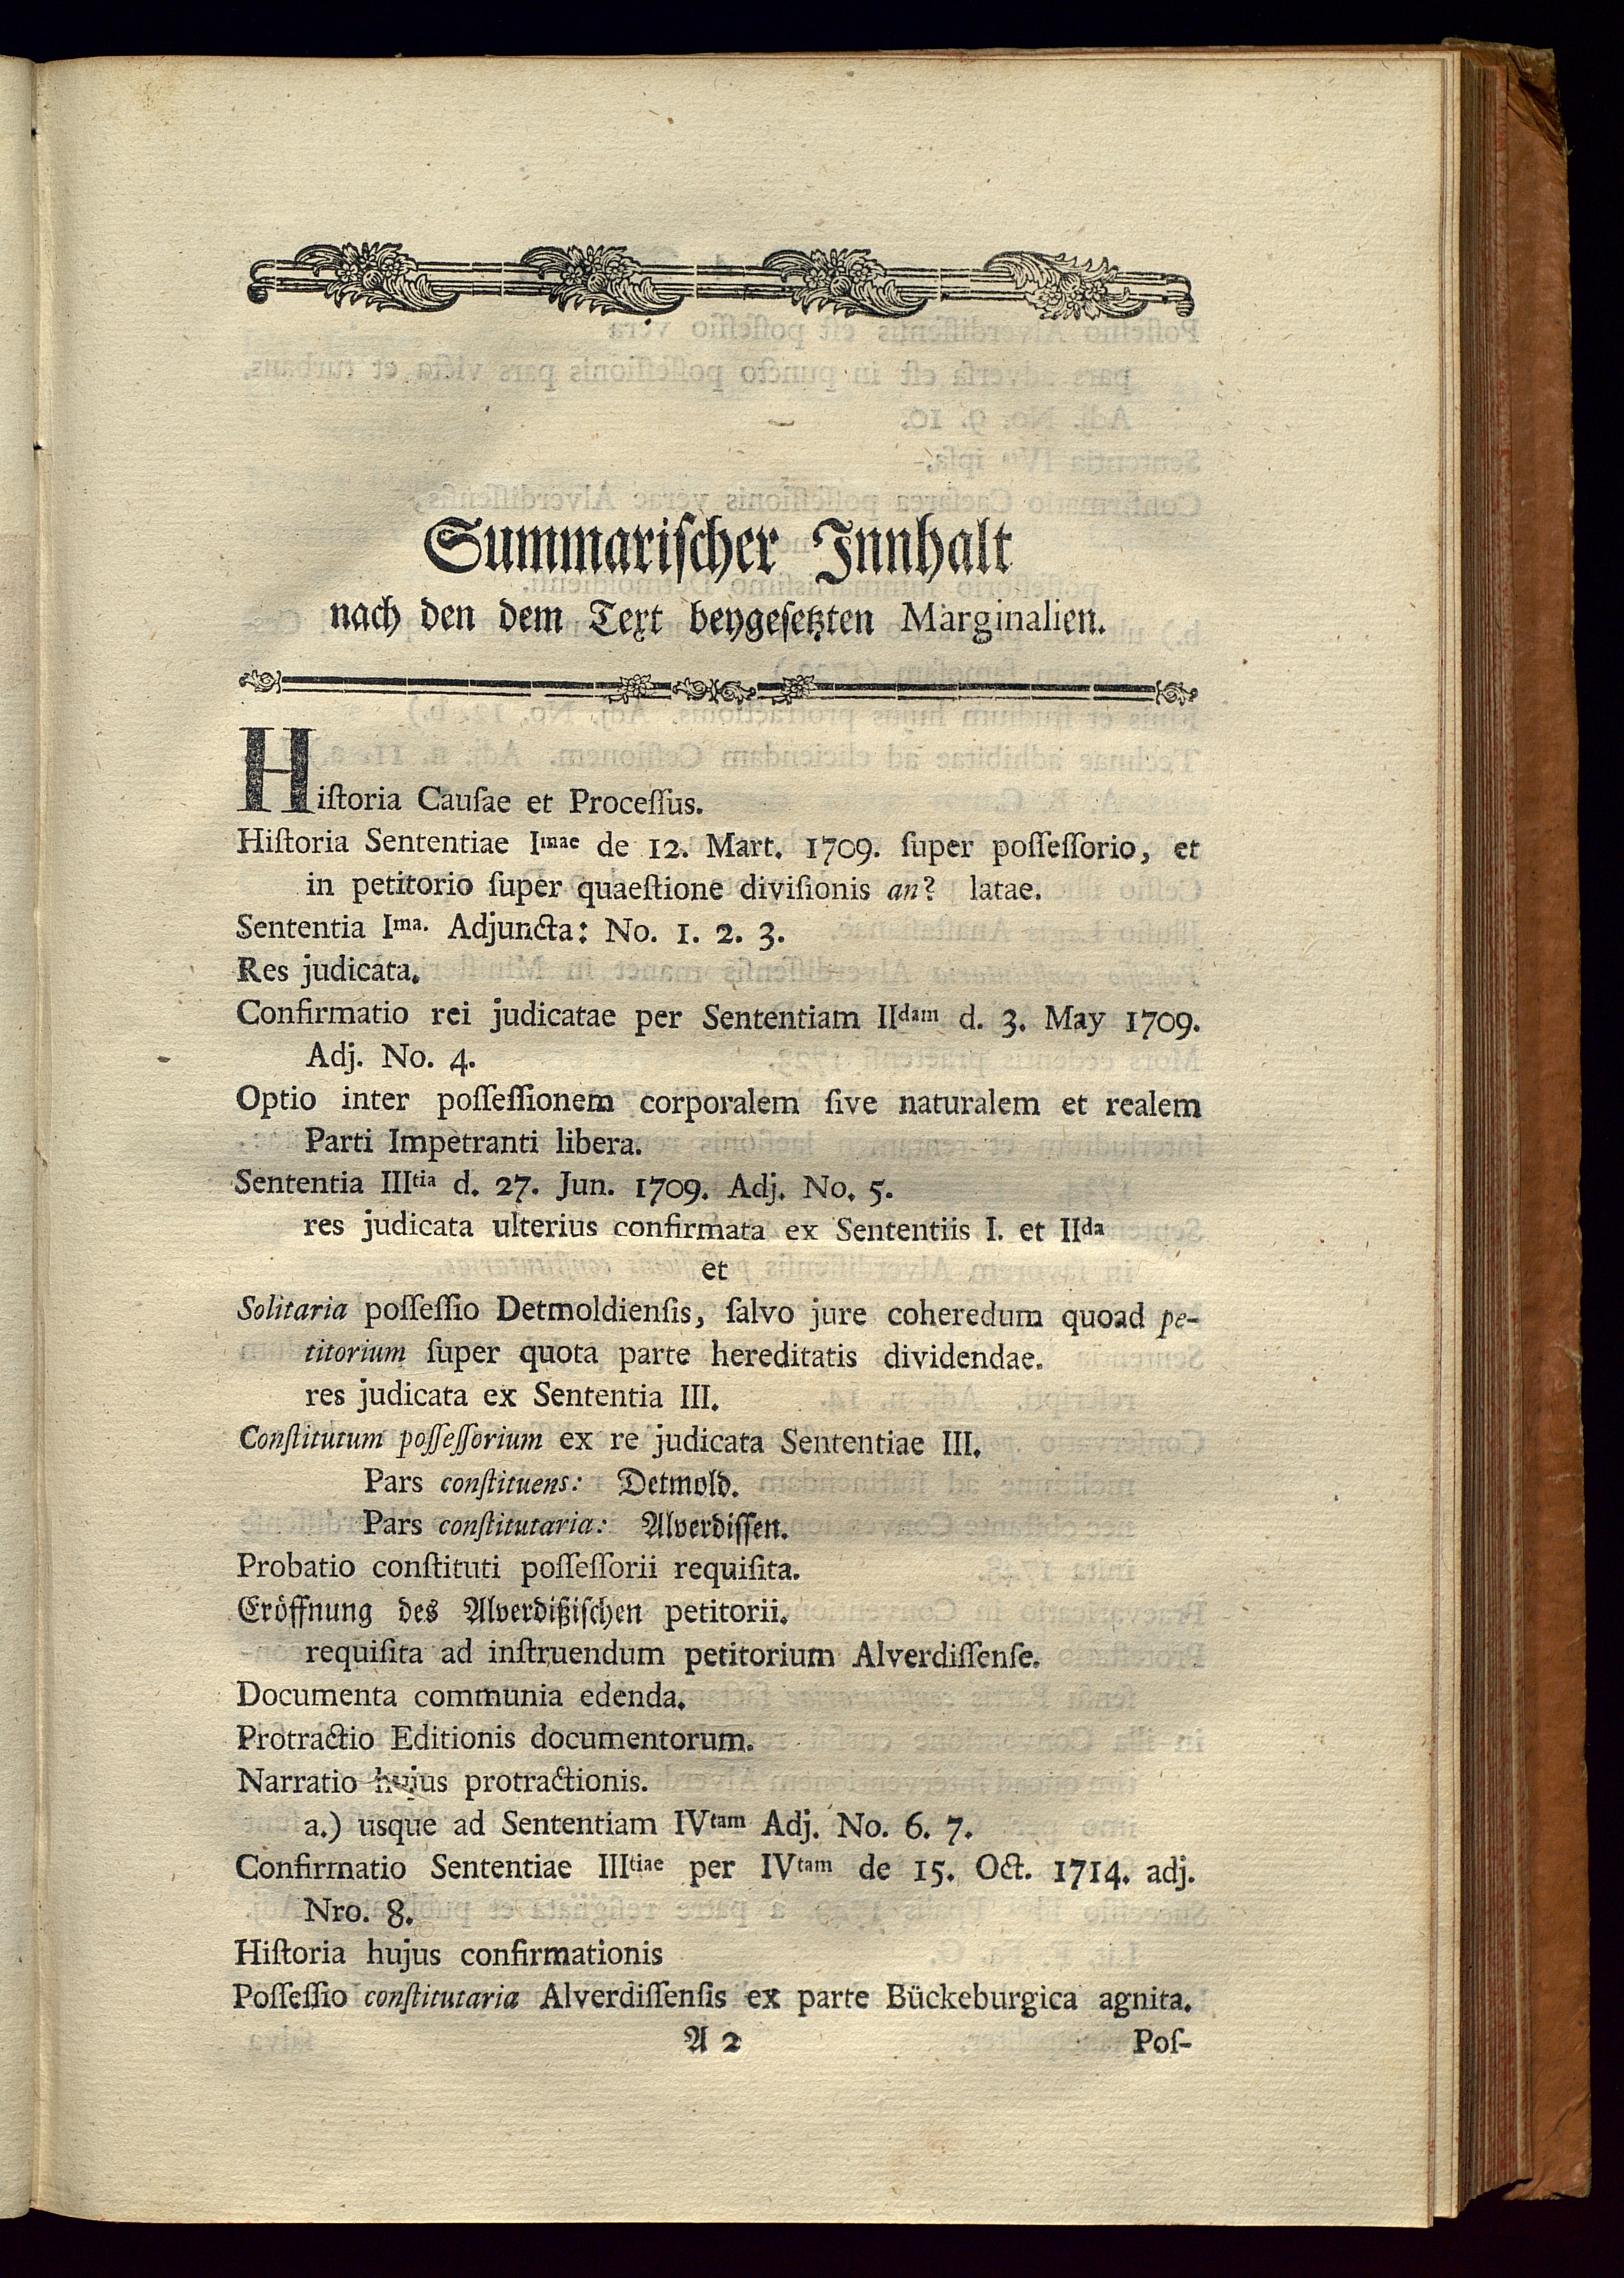 Summariſcher Innhalt
nach den dem Text beygeſetzten Marginalien.
Hiſtoria Cauſae et Proceſſus.
Hiſtoria Sententiae Imae de 12. Mart. 1709. ſuper poſſeſſorio, et
in petitorio ſuper quaeſtione diviſionis an? latae.
Sententia Ima. Adjuncta: No. 1. 2. 3.
Res judicata.
Confirmatio rei judicatae per Sententiam IIdam d. 3. May 1709.
Adj. No. 4.
Optio inter poſſeſſionem corporalem ſive naturalem et realem
Parti Impetranti libera.
Sententia IIItia d. 27. Jun. 1709. Adj. No. 5.
res judicata ulterius confirmata ex Sententiis I. et IIda
et
Solitaria poſſeſſio Detmoldienſis, ſalvo jure coheredum quoad pe-
titorium ſuper quota parte hereditatis dividendae.
res judicata ex Sententia III.
Conſtitutum poſſeſſorium ex re judicata Sententiae III.
Pars conſtituens: Detmold.
Pars conſtitutaria: Alverdiſſen.
Probatio conſtituti poſſeſſorii requiſita.
Eröffnung des Alverdißiſchen petitorii.
requiſita ad inſtruendum petitorium Alverdiſſenſe.
Documenta communia edenda.
Protractio Editionis documentorum.
Narratio hujus protractionis.
a.) usque ad Sententiam IVtam Adj. No. 6. 7.
Confirmatio Sententiae IIItiae per IVtam de 15. Oct. 1714. adj.
Nro. 8.
Hiſtoria hujus confirmationis
Poſſeſſio conſtitutaria Alverdiſſenſis ex parte Bückeburgica agnita.
A 2 Poſ-